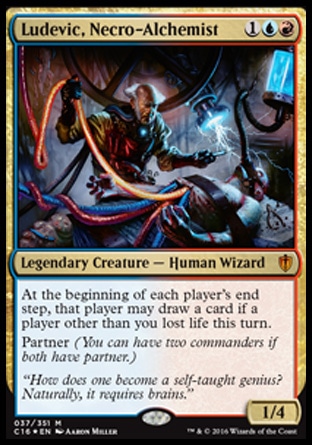 Ludevic, Necro-Alchemist 1
Legendary Creature — Human Wizard
At the beginning of each player's end
step, that player may draw a card if a
player other than you lost life this turn.
Partner (You can have two commanders if
both have partner.)
"How does one become a self-taught genius?
Naturally, it requires brains."
1/4
037/351 M
C16 ★ EN Aaron Miller
™ & © 2016 Wizards of the Coast